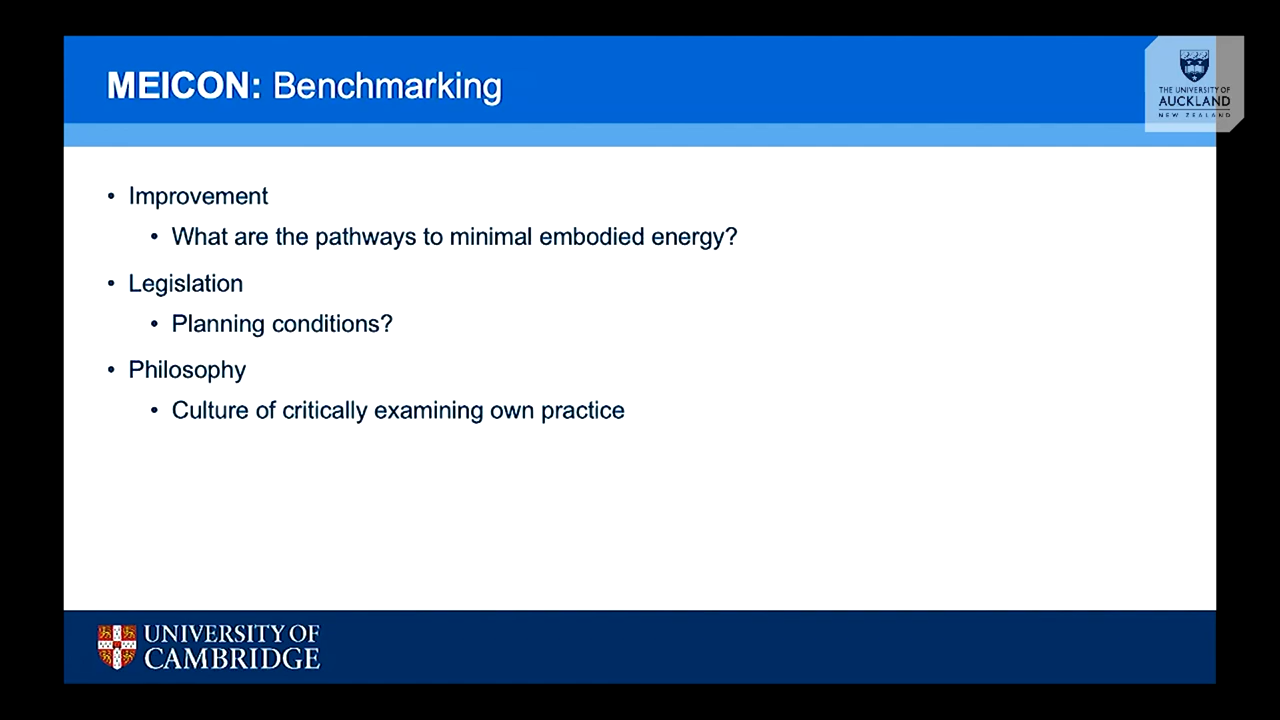 MEICON: Benchmarking
THE UNIVERSITY OF
AUCKLAND
NEW ZEALAND
• Improvement
• What are the pathways to minimal embodied energy?
• Legislation
• Planning conditions?
• Philosophy
• Culture of critically examining own practice
UNIVERSITY OF
CAMBRIDGE